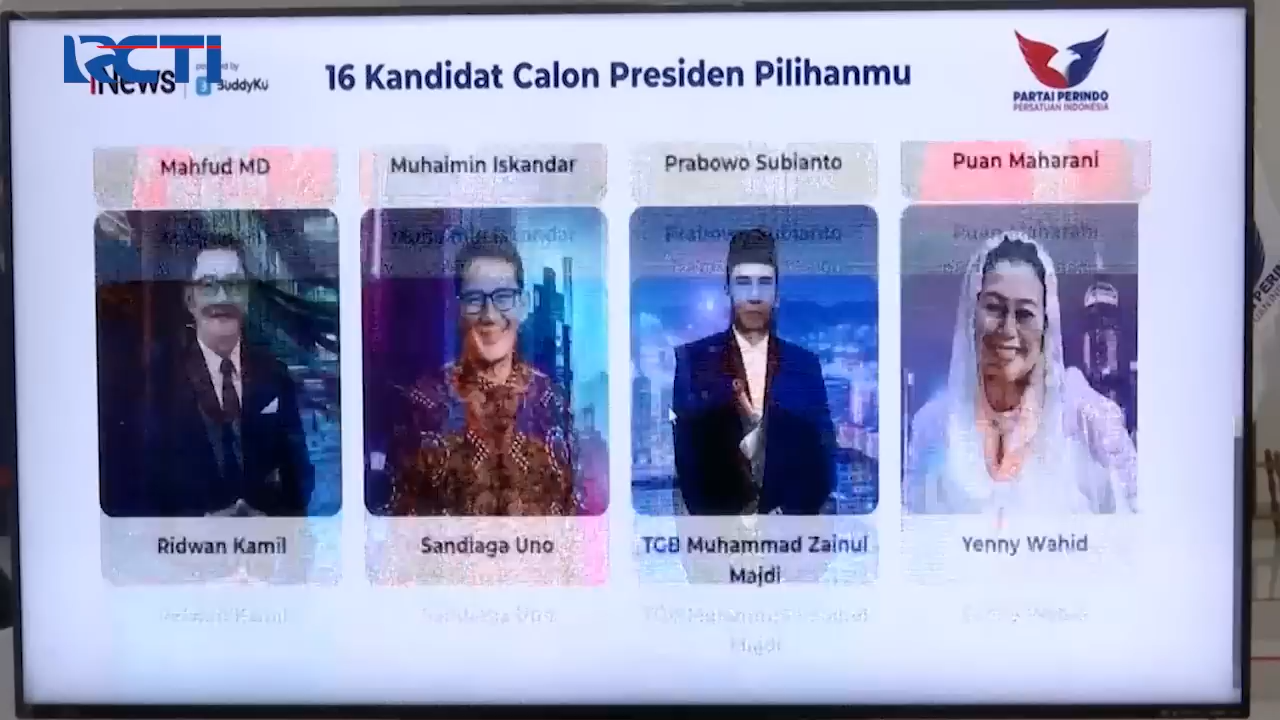 RCTI
iNews
powered by
BuddyKu
16 Kandidat Calon Presiden Pilihanmu
PARTAI PERINDO
PERSATUAN INDONESIA
Mahfud MD
Muhaimin Iskandar
Prabowo Subianto
Puan Maharani
Ridwan Kamil
Sandiaga Uno
TGB Muhammad Zainul
Majdi
Yenny Wahid